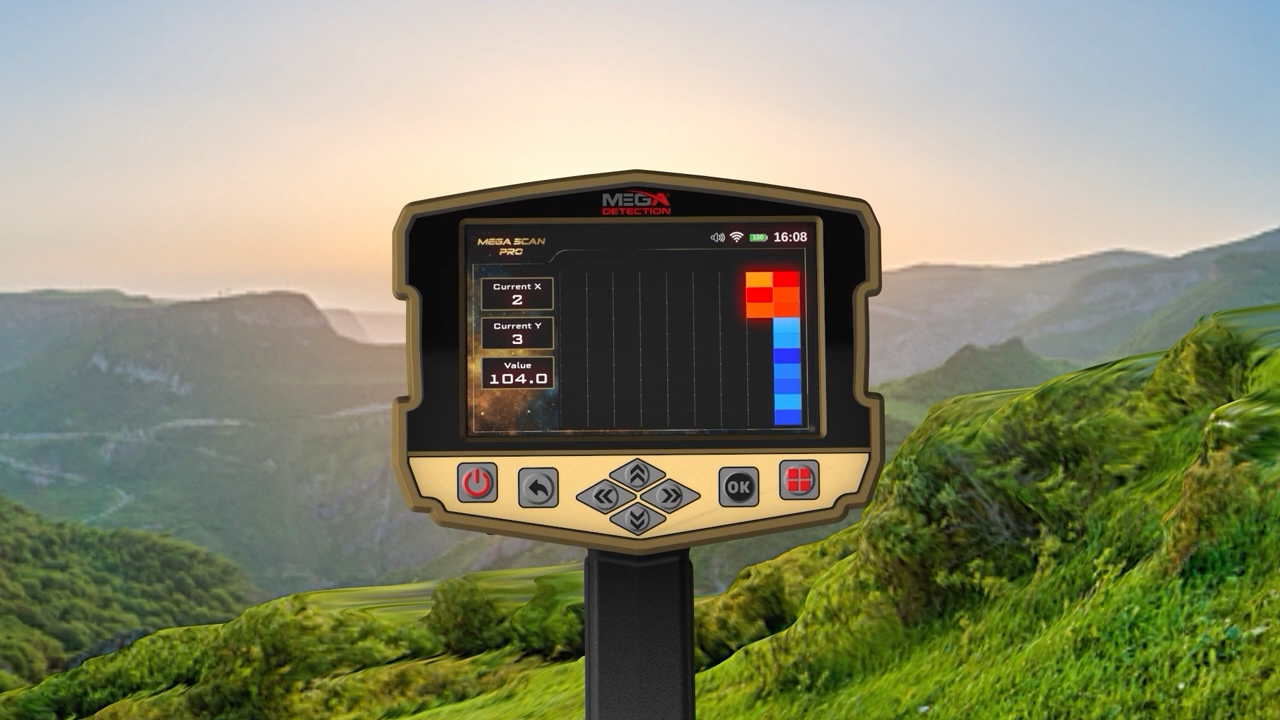 MEGA
DETECTION
MEGA SCAN
PRO
100
16:08
Current X
2
Current Y
3
Value
104.0
OK